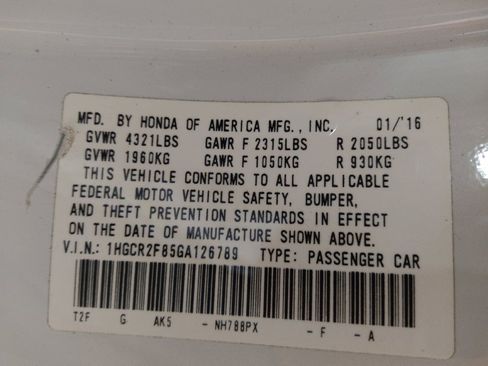 MFD. BY HONDA OF AMERICA MFG., INC. 01/'16
GVWR 4321LBS GAWR F 2315LBS R 2050LBS
GVWR 1960KG GAWR F 1050KG R 930KG
THIS VEHICLE CONFORMS TO ALL APPLICABLE
FEDERAL MOTOR VEHICLE SAFETY, BUMPER,
AND THEFT PREVENTION STANDARDS IN EFFECT
ON THE DATE OF MANUFACTURE SHOWN ABOVE.
V.I.N.: 1HGCR2F85GA126789 TYPE: PASSENGER CAR
T2F G AK5 - NH788PX - F - A